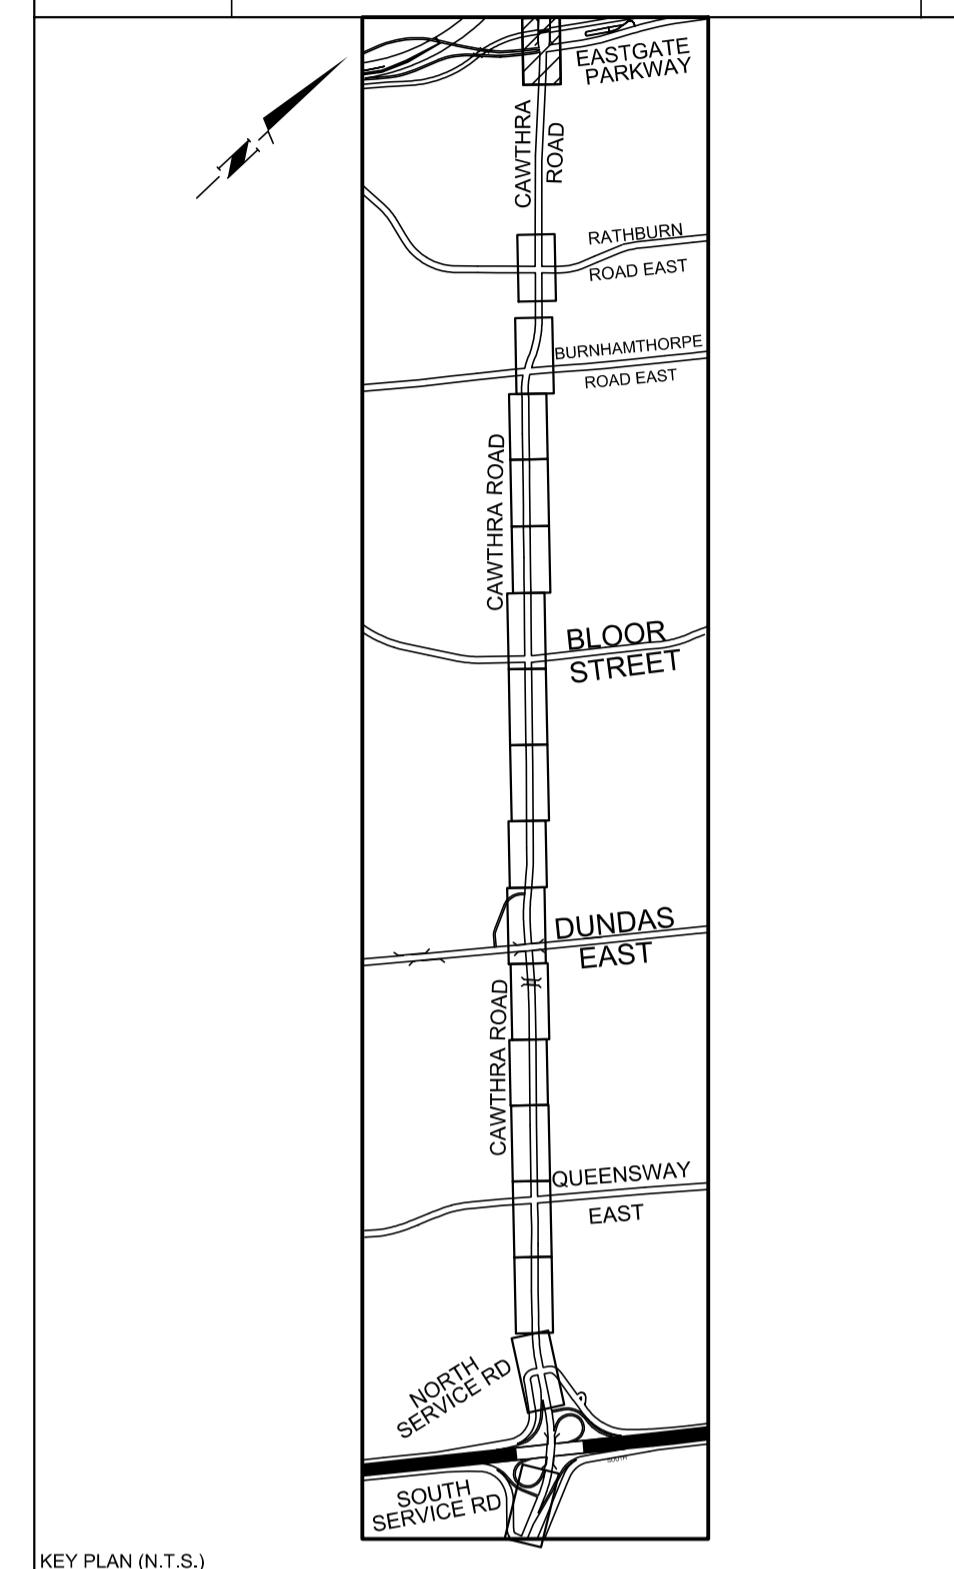 EASTGATE
PARKWAY
CAWTHRA
ROAD
N
RATHBURN
ROAD EAST
BURNHAMTHORPE
ROAD EAST
CAWTHRA ROAD
BLOOR
STREET
DUNDAS
EAST
CAWTHRA ROAD
QUEENSWAY
EAST
NORTH
SERVICE RD
SOUTH
SOUTH
SERVICE RD
KEY PLAN (N.T.S.)